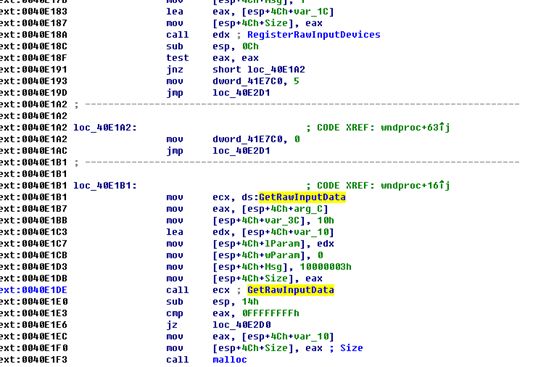 ext:0040E183 lea eax, [esp+4Ch+var_1C]
ext:0040E187 mov [esp+4Ch+Size], eax
ext:0040E18A call edx ; RegisterRawInputDevices
ext:0040E18C sub esp, 0Ch
ext:0040E18F test eax, eax
ext:0040E191 jnz short loc_40E1A2
ext:0040E193 mov dword_41E7C0, 5
ext:0040E19D jmp loc_40E2D1
ext:0040E1A2 ; ---------------------------------------------------------------------------
ext:0040E1A2
ext:0040E1A2 loc_40E1A2: ; CODE XREF: wndproc+63↑j
ext:0040E1A2 mov dword_41E7C0, 0
ext:0040E1AC jmp loc_40E2D1
ext:0040E1B1 ; ---------------------------------------------------------------------------
ext:0040E1B1
ext:0040E1B1 loc_40E1B1: ; CODE XREF: wndproc+16↑j
ext:0040E1B1 mov ecx, ds:GetRawInputData
ext:0040E1B7 mov eax, [esp+4Ch+arg_C]
ext:0040E1BB mov [esp+4Ch+var_3C], 10h
ext:0040E1C3 lea edx, [esp+4Ch+var_10]
ext:0040E1C7 mov [esp+4Ch+lParam], edx
ext:0040E1CB mov [esp+4Ch+wParam], 0
ext:0040E1D3 mov [esp+4Ch+Msg], 10000003h
ext:0040E1DB mov [esp+4Ch+Size], eax
ext:0040E1DE call ecx ; GetRawInputData
ext:0040E1E0 sub esp, 14h
ext:0040E1E3 cmp eax, 0FFFFFFFFh
ext:0040E1E6 jz loc_40E2D0
ext:0040E1EC mov eax, [esp+4Ch+var_10]
ext:0040E1F0 mov [esp+4Ch+Size], eax ; Size
ext:0040E1F3 call malloc